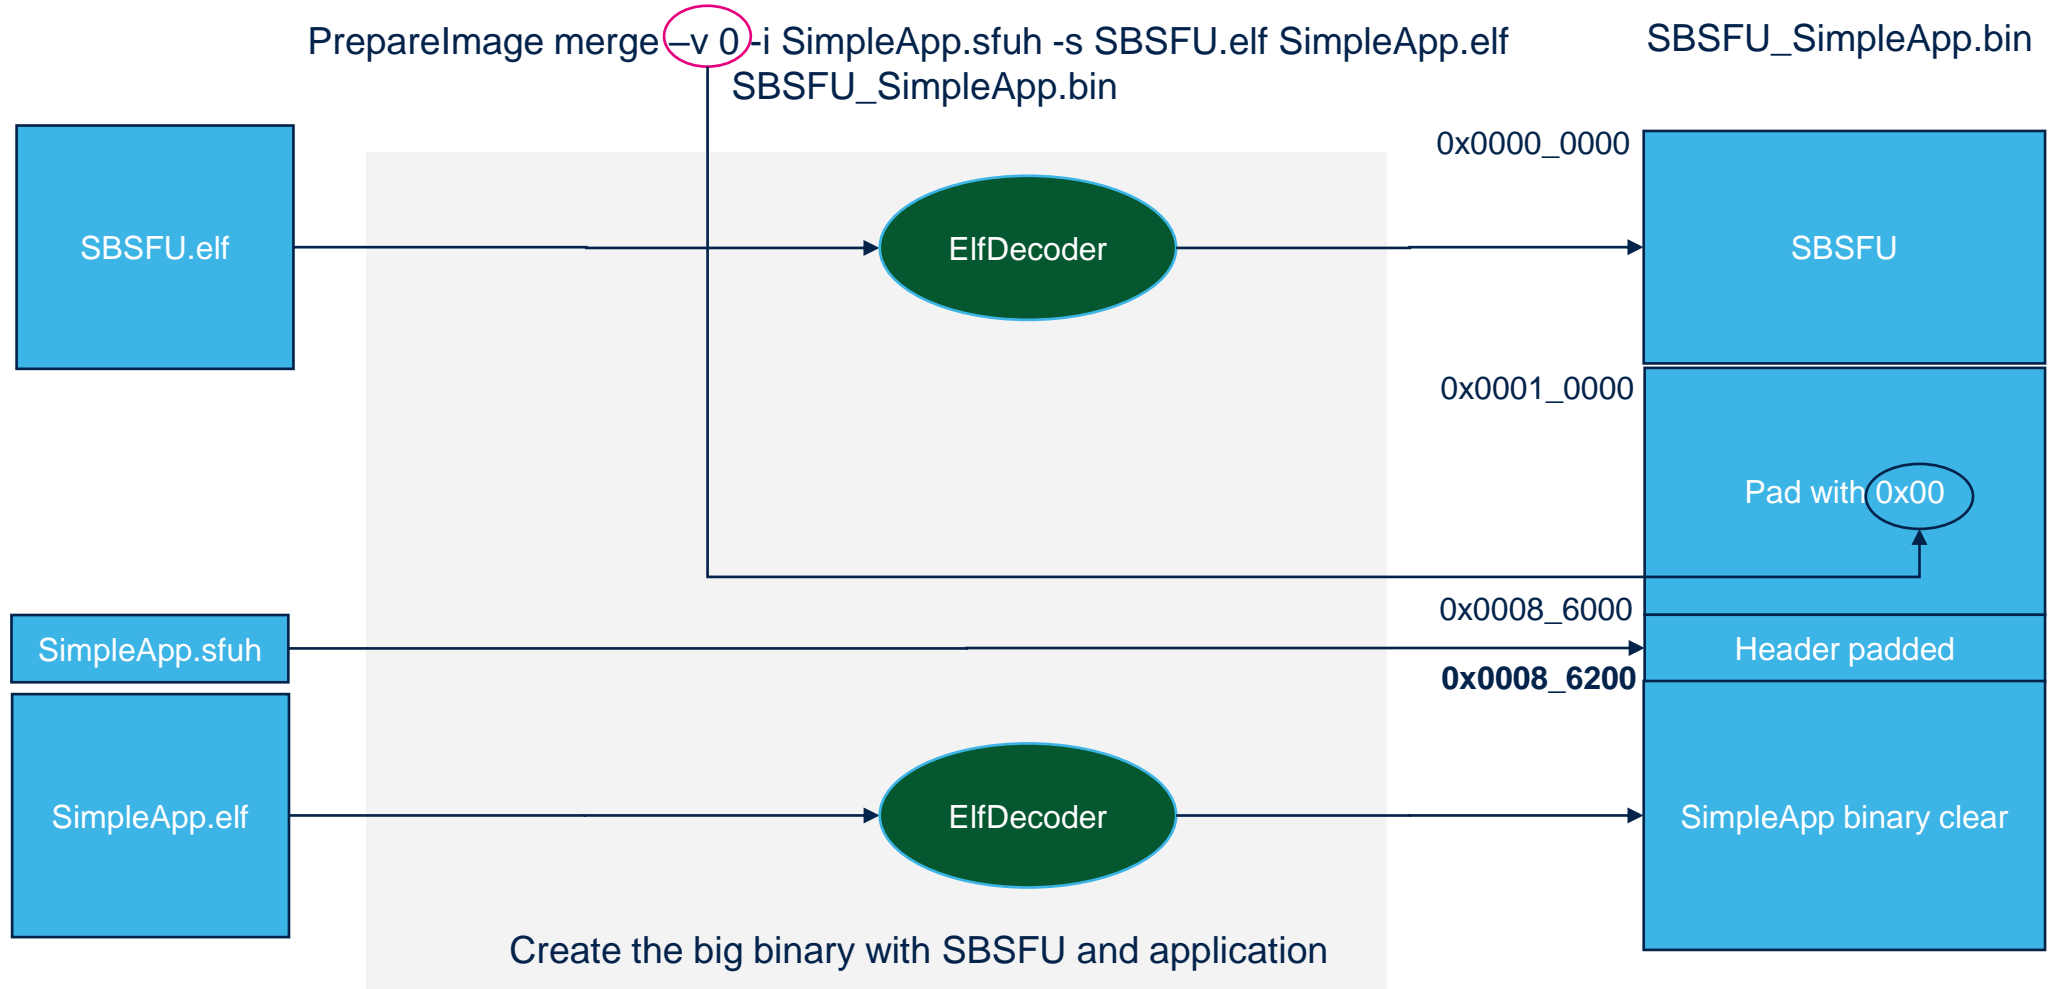 PrepareImage merge –v 0 -i SimpleApp.sfuh -s SBSFU.elf SimpleApp.elf
SBSFU_SimpleApp.bin
SBSFU_SimpleApp.bin
0x0000_0000
SBSFU.elf
ElfDecoder
SBSFU
0x0001_0000
Pad with 0x00
0x0008_6000
SimpleApp.sfuh
Header padded
0x0008_6200
SimpleApp.elf
ElfDecoder
SimpleApp binary clear
Create the big binary with SBSFU and application